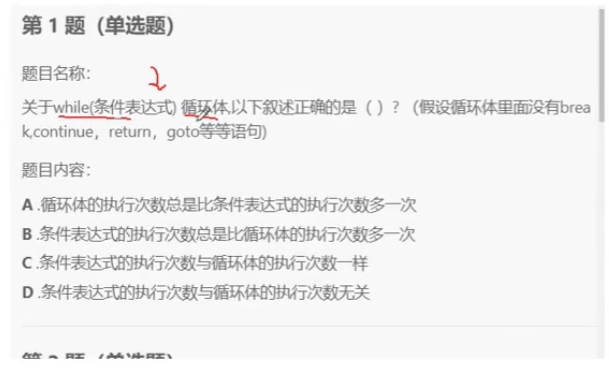 第 1 题（单选题）
题目名称：
关于while(条件表达式) 循环体,以下叙述正确的是（ ）？（假设循环体里面没有brea
k,continue，return，goto等等语句)
题目内容：
A .循环体的执行次数总是比条件表达式的执行次数多一次
B .条件表达式的执行次数总是比循环体的执行次数多一次
C .条件表达式的执行次数与循环体的执行次数一样
D .条件表达式的执行次数与循环体的执行次数无关